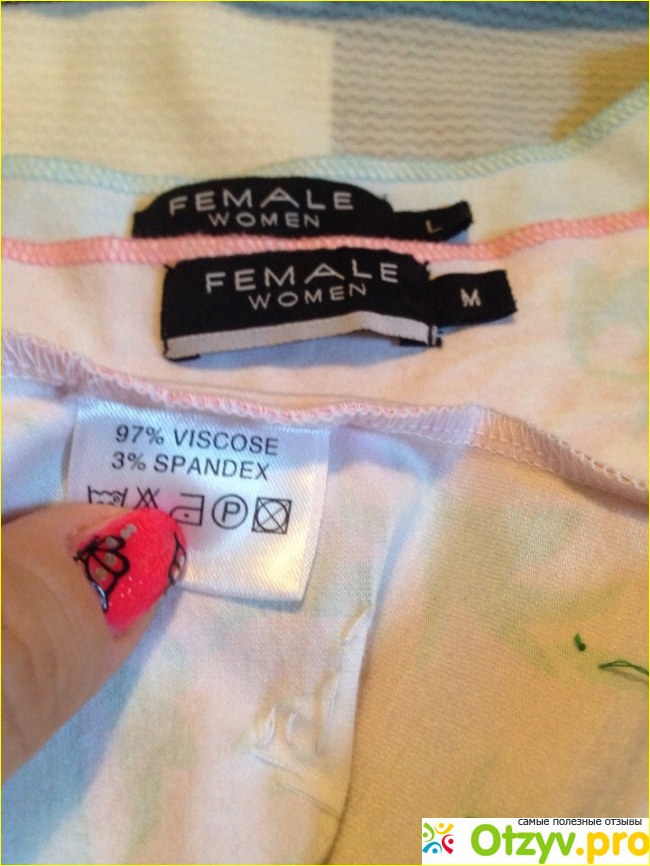 FEMALE
WOMEN
L
FEMALE
WOMEN
M
97% VISCOSE
3% SPANDEX
P
самые полезные отзывы
Otzyv.pro